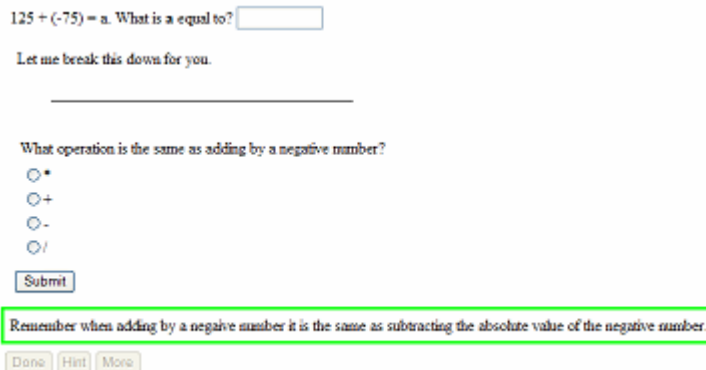 125 + (-75) = a. What is a equal to?
Let me break this down for you.
What operation is the same as adding by a negative number?
*
+
-
/
Submit
Remember when adding by a negaive number it is the same as subtracting the absolute value of the negative number.
Done Hint More